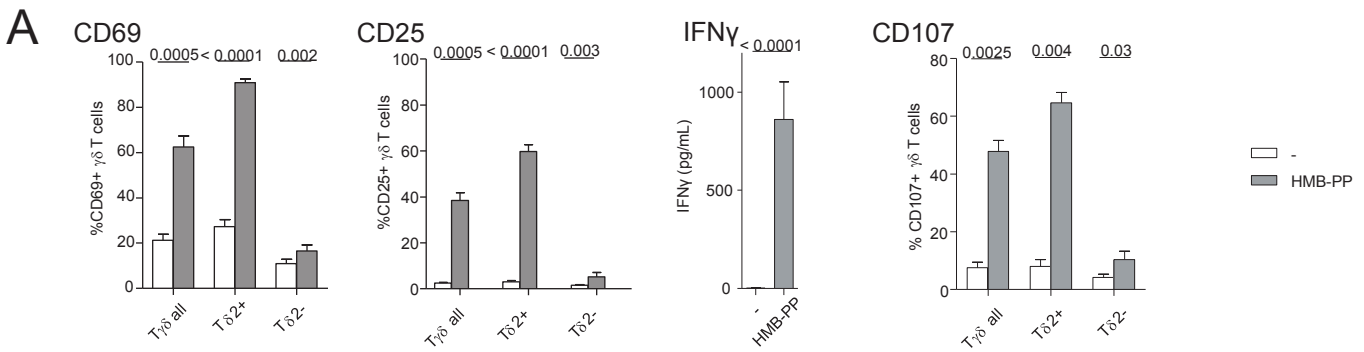 A
CD69
0.0005 < 0.0001 0.002
100
80
60
40
20
0
%CD69+ γδ T cells
Tγδ all
Tδ2+
Tδ2-
CD25
0.0005 < 0.0001 0.003
100
80
60
40
20
0
%CD25+ γδ T cells
Tγδ all
Tδ2+
Tδ2-
IFNγ
< 0.0001
1000
500
0
IFNγ (pg/mL)
-
HMB-PP
CD107
0.0025 0.004 0.03
80
60
40
20
0
% CD107+ γδ T cells
Tγδ all
Tδ2+
Tδ2-
-
HMB-PP